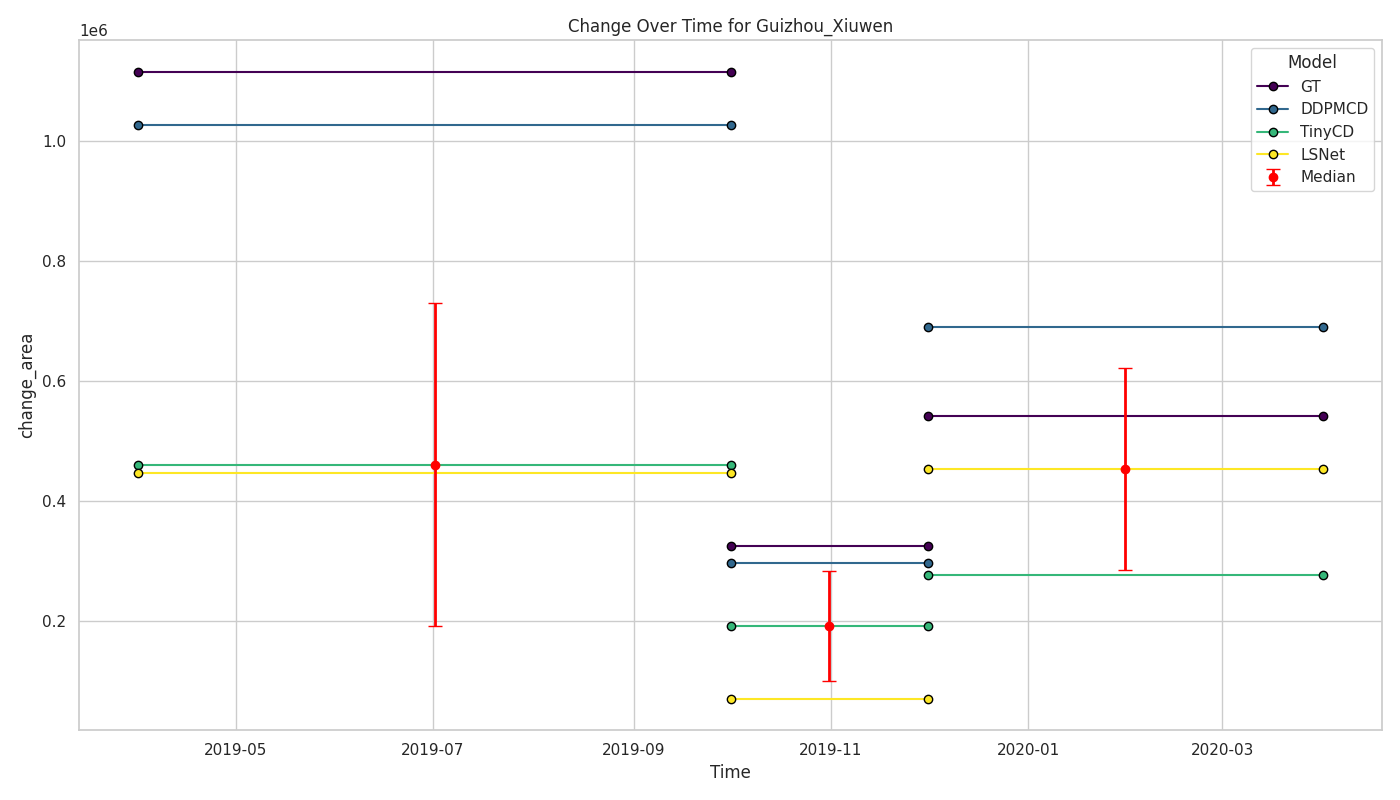 Change Over Time for Guizhou_Xiuwen
1e6
Model
GT
DDPMCD
TinyCD
LSNet
Median
1.0
0.8
0.6
0.4
0.2
change_area
2019-05
2019-07
2019-09
2019-11
2020-01
2020-03
Time